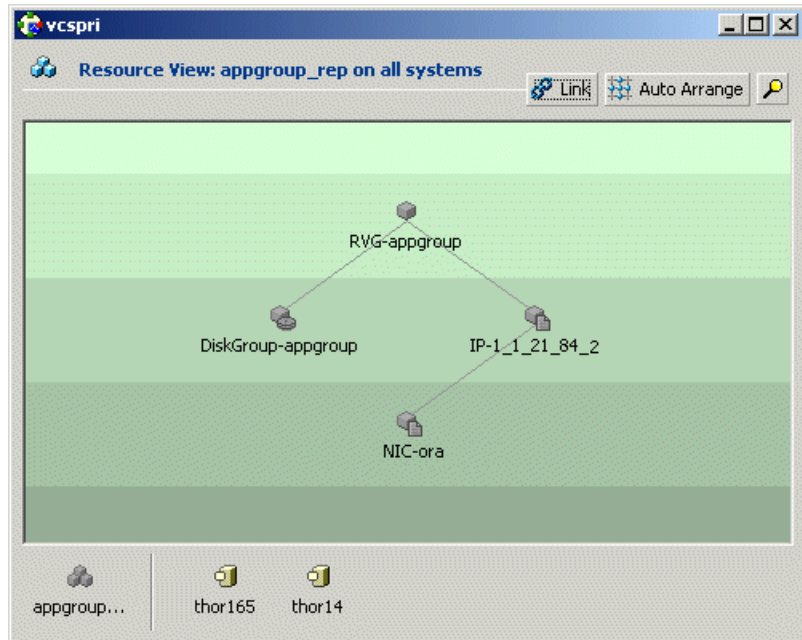 vcspri
Resource View: appgroup_rep on all systems
Link
Auto Arrange
RVG-appgroup
DiskGroup-appgroup
IP-1_1_21_84_2
NIC-ora
appgroup...
thor165
thor14